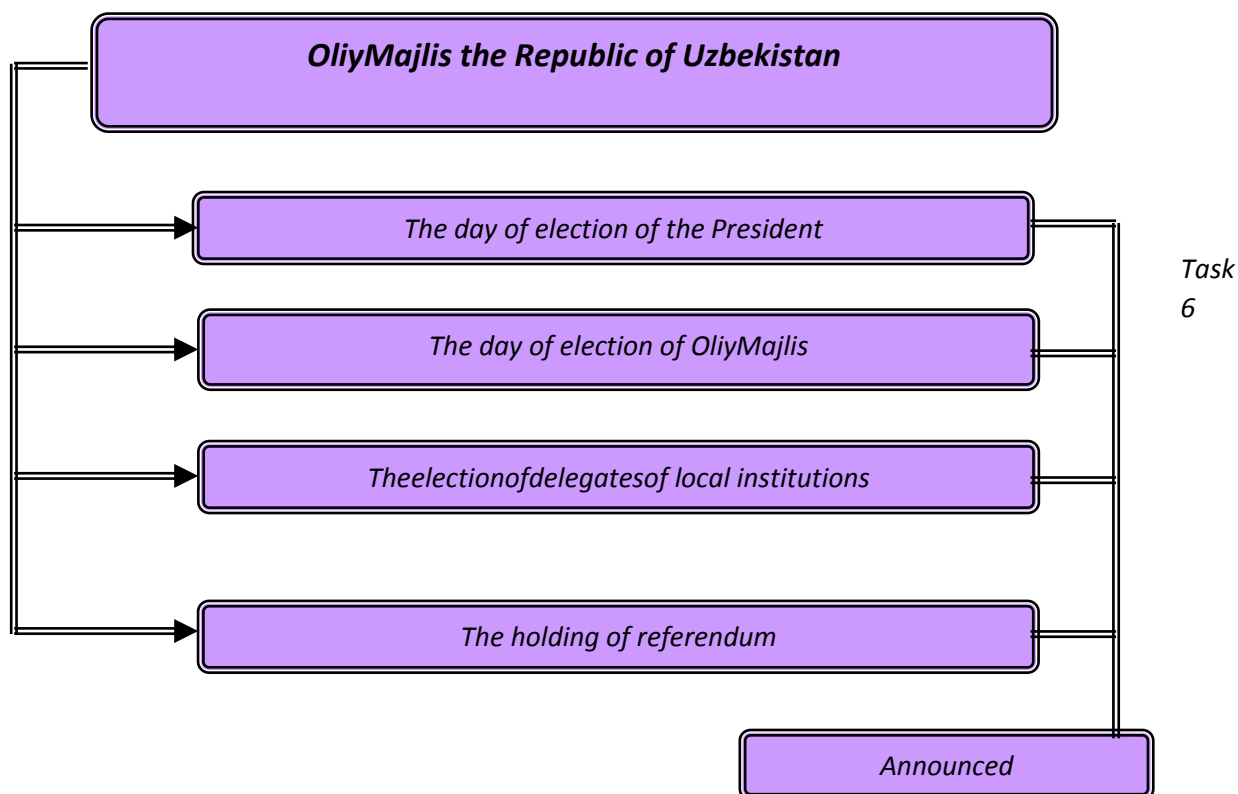 OliyMajlis the Republic of Uzbekistan
The day of election of the President
Task
6
The day of election of OliyMajlis
Theelectionofdelegatesof local institutions
The holding of referendum
Announced